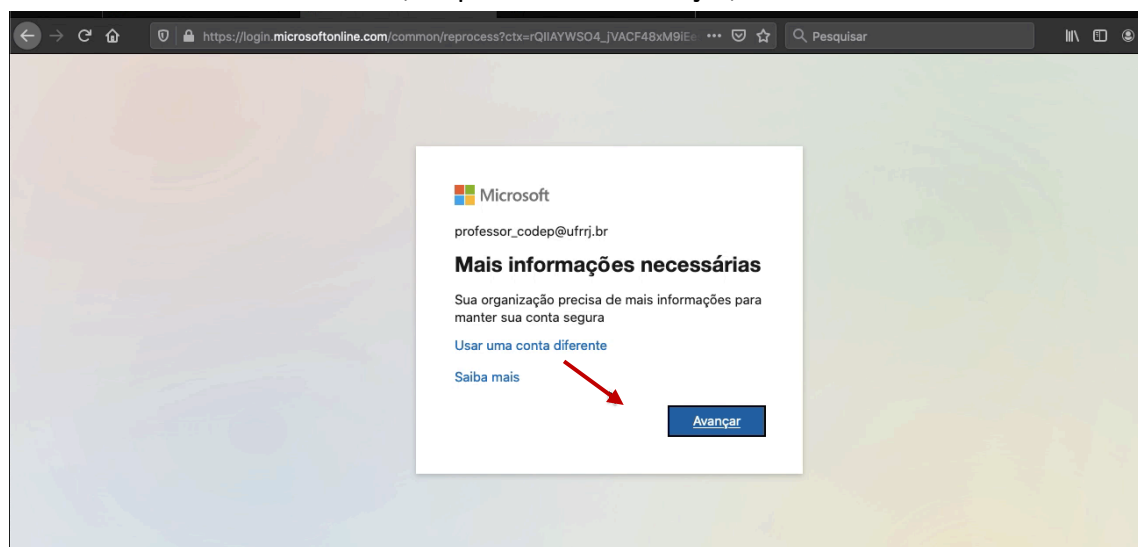 https://login.microsoftonline.com/common/reprocess?ctx=rQIIAYWSO4_jVACF48xM9iEe
Pesquisar
Microsoft
professor_codep@ufrrj.br
Mais informações necessárias
Sua organização precisa de mais informações para
manter sua conta segura
Usar uma conta diferente
Saiba mais
Avançar